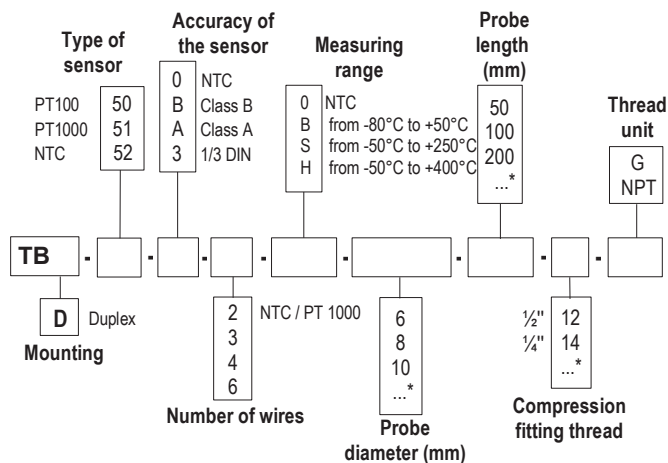 Type of
sensor
PT100 50
PT1000 51
NTC 52
Accuracy of
the sensor
0 NTC
B Class B
A Class A
3 1/3 DIN
Measuring
range
0 NTC
B from -80°C to +50°C
S from -50°C to +250°C
H from -50°C to +400°C
Probe
length
(mm)
50
100
200
...*
Thread
unit
G
NPT
TB - - - - - - - -
D Duplex
Mounting
2 NTC / PT 1000
3
4
6
Number of wires
6
8
10
...*
Probe
diameter (mm)
½" 12
¼" 14
...*
Compression
fitting thread